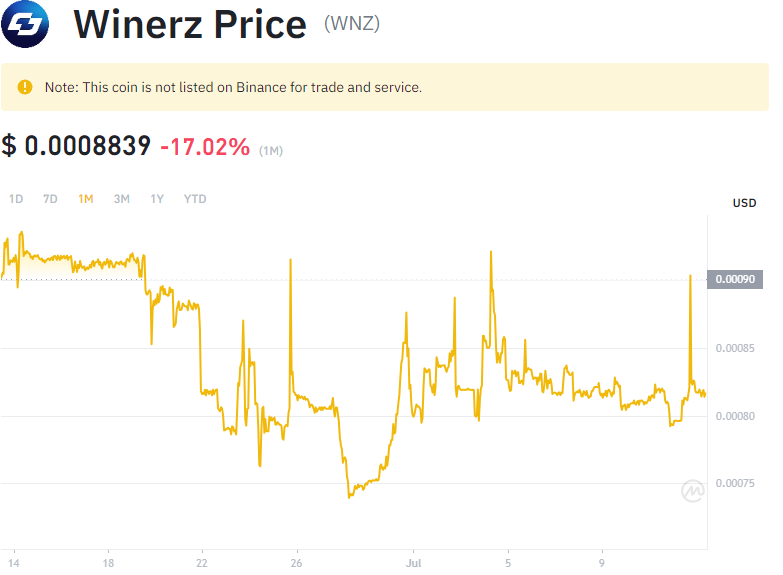 Winerz Price (WNZ)
Note: This coin is not listed on Binance for trade and service.
$ 0.0008839 -17.02% (1M)
1D 7D 1M 3M 1Y YTD
USD
0.00090
0.00085
0.00080
0.00075
14 18 22 26 Jul 5 9